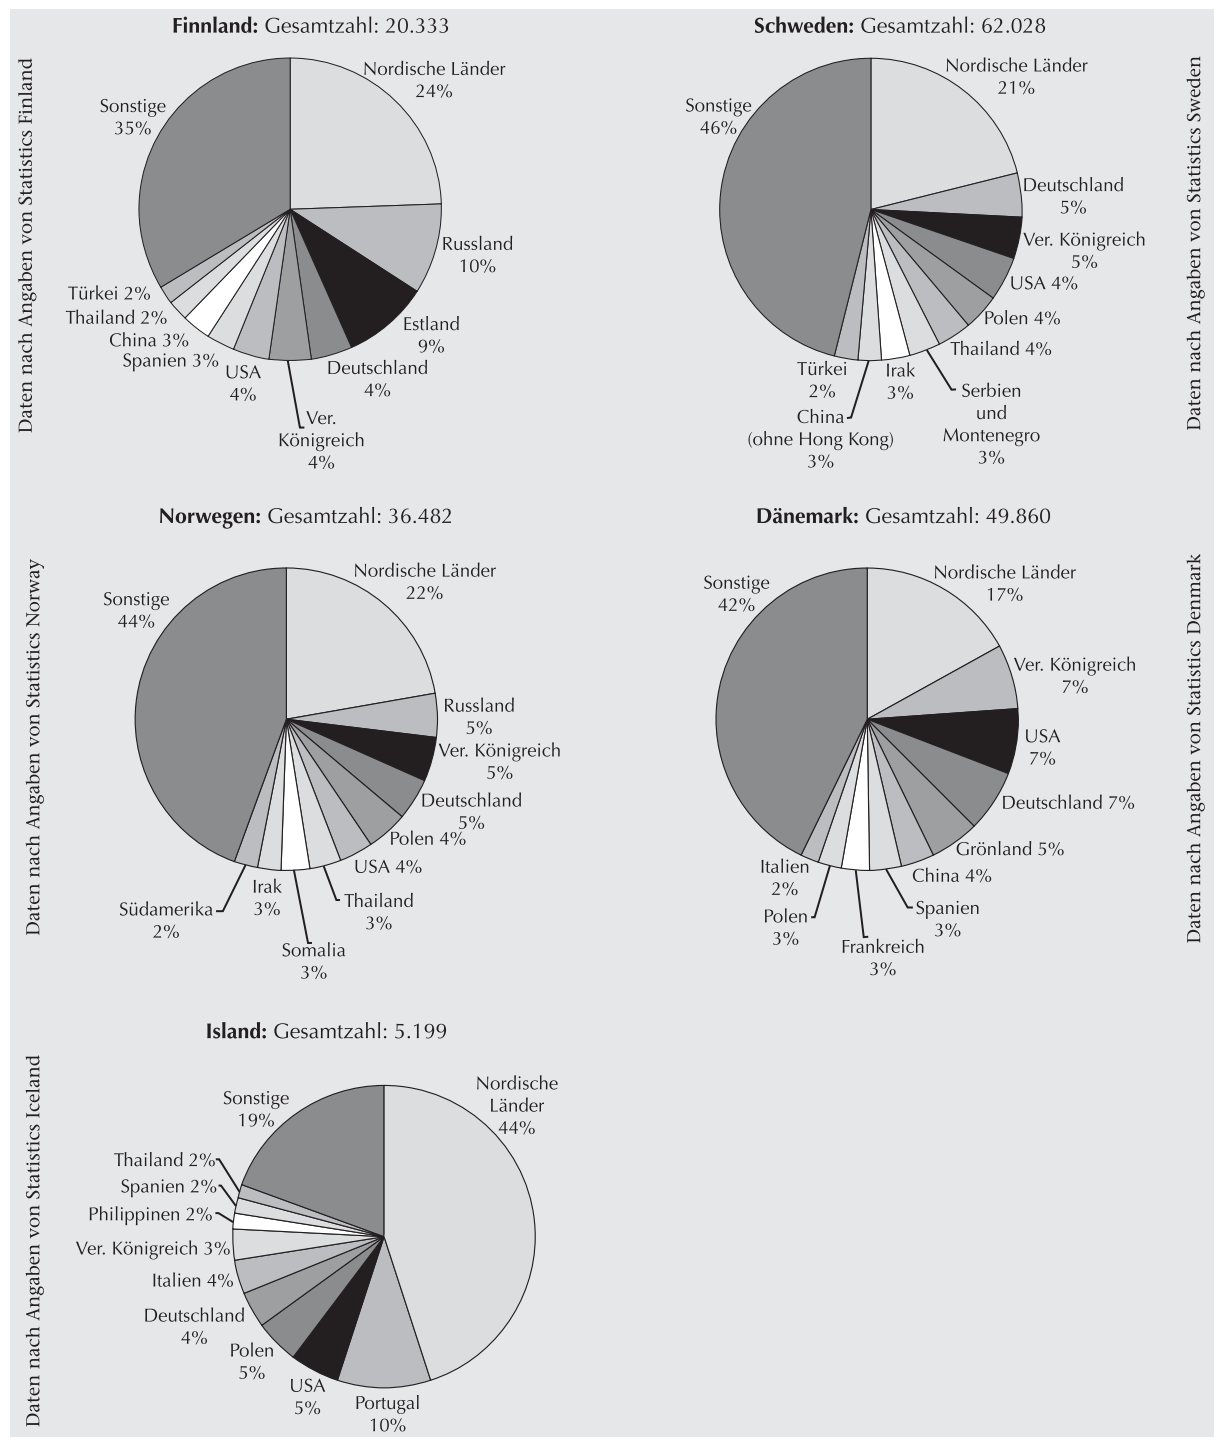 Finnland: Gesamtzahl: 20.333
Daten nach Angaben von Statistics Finland
Nordische Länder
24%
Russland
10%
Estland
9%
Deutschland
4%
Ver.
Königreich
4%
USA
4%
Spanien 3%
China 3%
Thailand 2%
Türkei 2%
Sonstige
35%
Schweden: Gesamtzahl: 62.028
Daten nach Angaben von Statistics Sweden
Nordische Länder
21%
Deutschland
5%
Ver. Königreich
5%
USA 4%
Polen 4%
Thailand 4%
Serbien
und
Montenegro
3%
Irak
3%
China
(ohne Hong Kong)
3%
Türkei
2%
Sonstige
46%
Norwegen: Gesamtzahl: 36.482
Daten nach Angaben von Statistics Norway
Nordische Länder
22%
Russland
5%
Ver. Königreich
5%
Deutschland
5%
Polen 4%
USA 4%
Thailand
3%
Somalia
3%
Irak
3%
Südamerika
2%
Sonstige
44%
Dänemark: Gesamtzahl: 49.860
Daten nach Angaben von Statistics Denmark
Nordische Länder
17%
Ver. Königreich
7%
USA
7%
Deutschland 7%
Grönland 5%
China 4%
Spanien
3%
Frankreich
3%
Polen
3%
Italien
2%
Sonstige
42%
Island: Gesamtzahl: 5.199
Daten nach Angaben von Statistics Iceland
Nordische
Länder
44%
Portugal
10%
USA
5%
Polen
5%
Deutschland
4%
Italien 4%
Ver. Königreich 3%
Philippinen 2%
Spanien 2%
Thailand 2%
Sonstige
19%